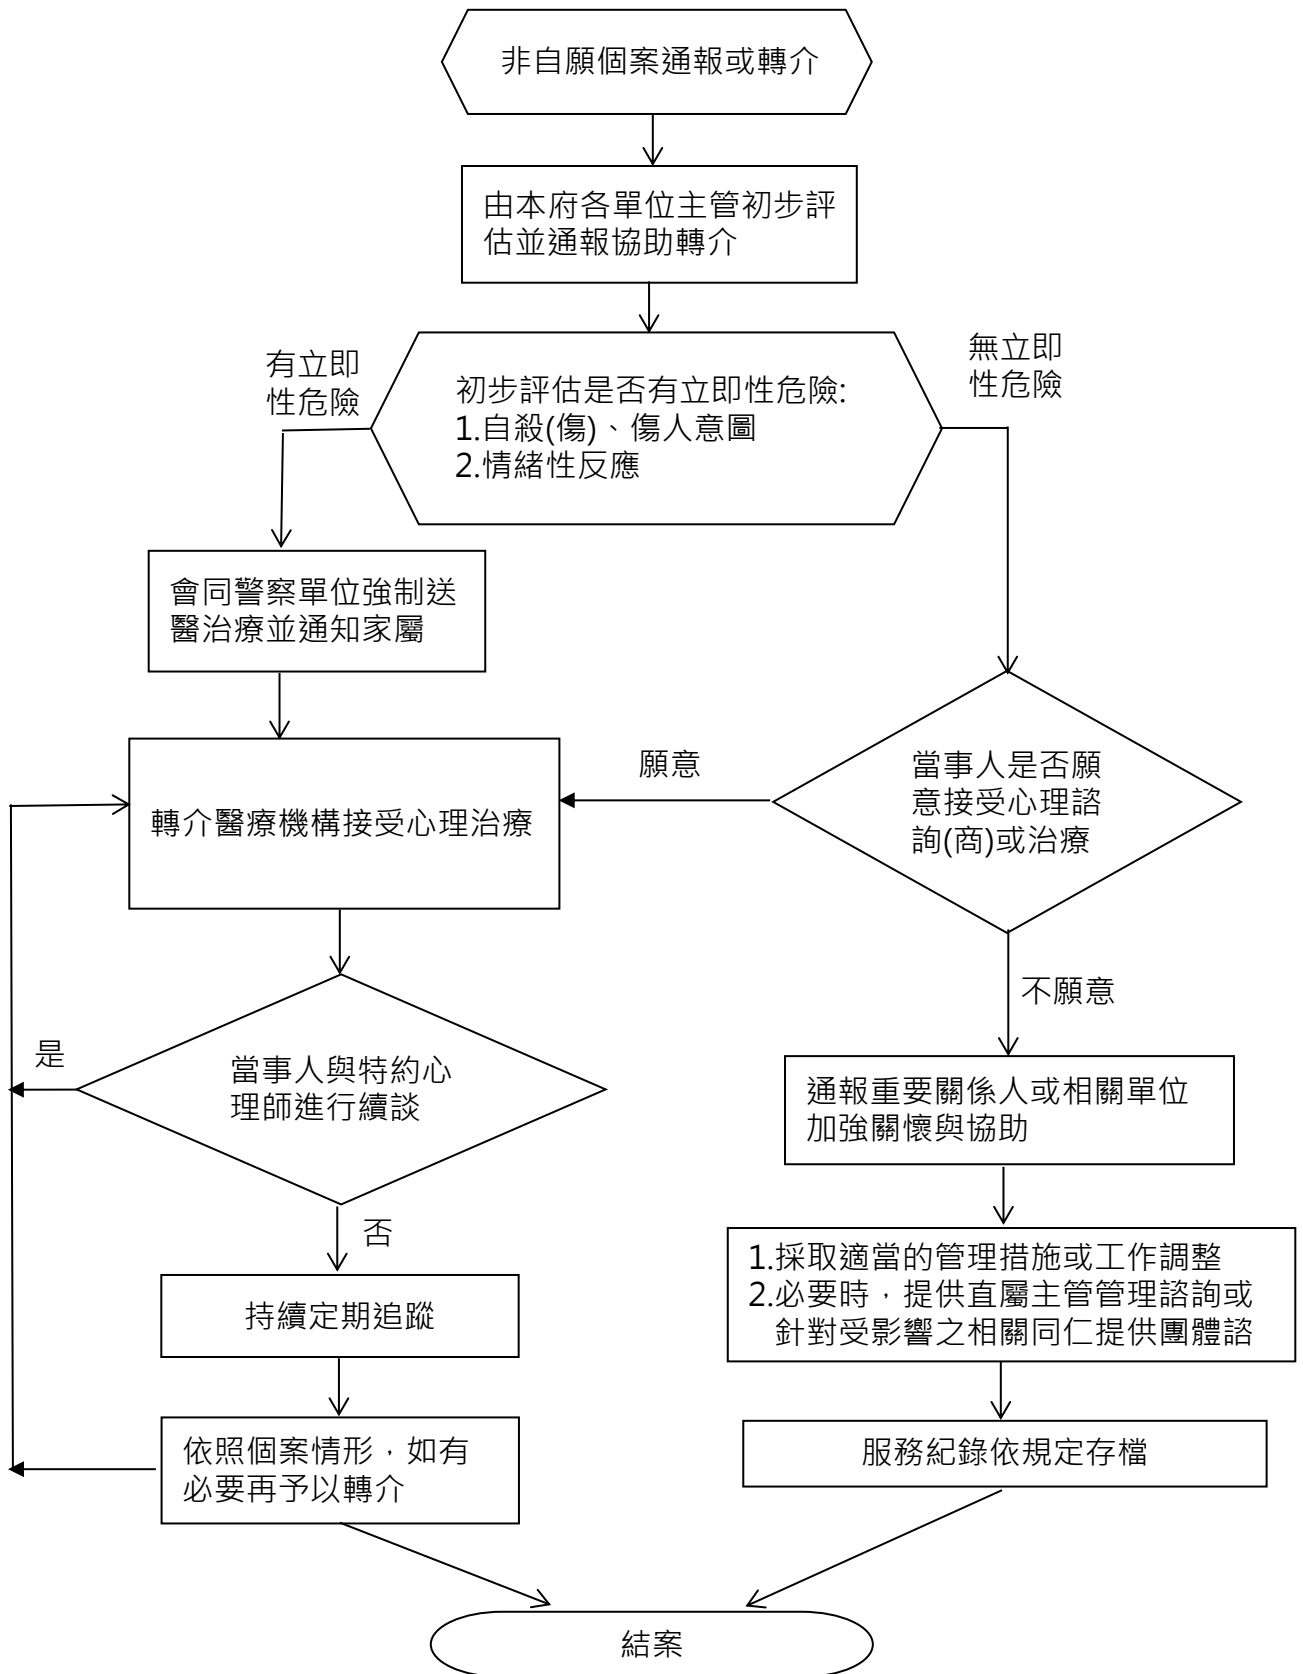 非自願個案通報或轉介
由本府各單位主管初步評
估並通報協助轉介
有立即
性危險
無立即
性危險
初步評估是否有立即性危險:
1.自殺(傷)、傷人意圖
2.情緒性反應
會同警察單位強制送
醫治療並通知家屬
願意
當事人是否願
意接受心理諮
詢(商)或治療
轉介醫療機構接受心理治療
不願意
是
當事人與特約心
理師進行續談
通報重要關係人或相關單位
加強關懷與協助
否
1.採取適當的管理措施或工作調整
2.必要時，提供直屬主管管理諮詢或
針對受影響之相關同仁提供團體諮
持續定期追蹤
依照個案情形，如有
必要再予以轉介
服務紀錄依規定存檔
結案